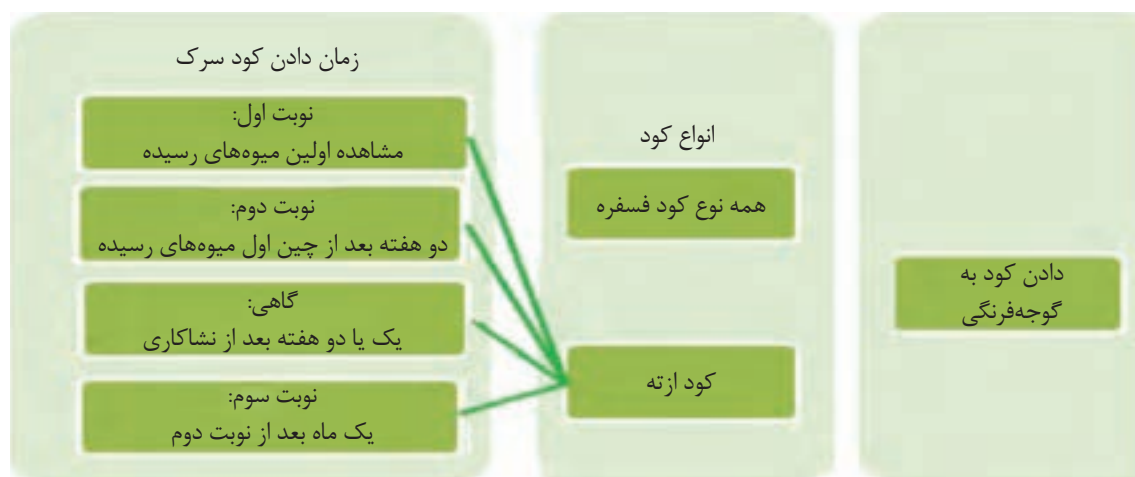 دادن کود به
گوجه‌فرنگی
انواع کود
همه نوع کود فسفره
کود ازته
زمان دادن کود سرک
نوبت اول:
مشاهده اولین میوه‌های رسیده
نوبت دوم:
دو هفته بعد از چین اول میوه‌های رسیده
گاهی:
یک یا دو هفته بعد از نشاکاری
نوبت سوم:
یک ماه بعد از نوبت دوم